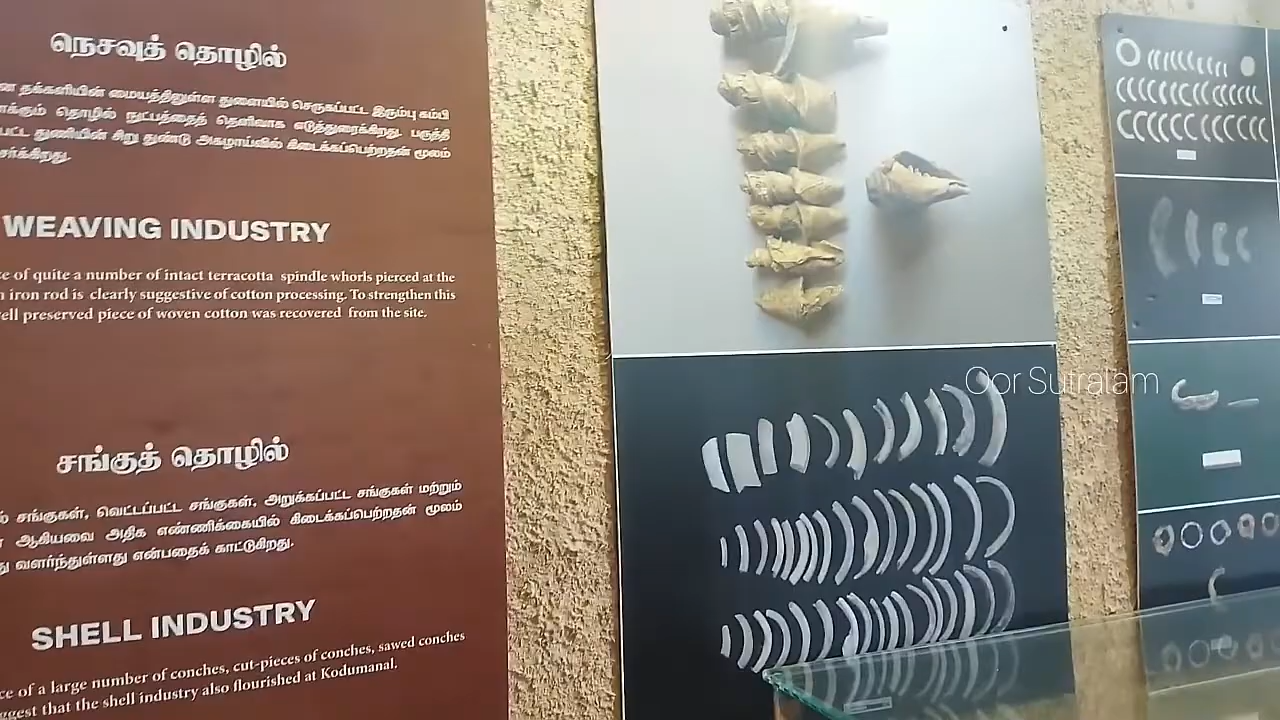 நெசவுத் தொழில்
தக்களியின் மையத்திலுள்ள துளையில் செருகப்பட்ட இரும்பு கம்பி
தொழில் நுட்பத்தைத் தெளிவாக எடுத்துரைக்கிறது. பருத்தி
துணியின் சிறு துண்டு அகழாய்வில் கிடைக்கப்பெற்றதன் மூலம்
WEAVING INDUSTRY
of quite a number of intact terracotta spindle whorls pierced at the
iron rod is clearly suggestive of cotton processing. To strengthen this
preserved piece of woven cotton was recovered from the site.
சங்குத் தொழில்
சங்குகள், வெட்டப்பட்ட சங்குகள், அறுக்கப்பட்ட சங்குகள் மற்றும்
ஆகியவை அதிக எண்ணிக்கையில் கிடைக்கப்பெற்றதன் மூலம்
வளர்ந்துள்ளது என்பதைக் காட்டுகிறது.
SHELL INDUSTRY
of a large number of conches, cut-pieces of conches, sawed conches
that the shell industry also flourished at Kodumanal.
Oor Sutralam